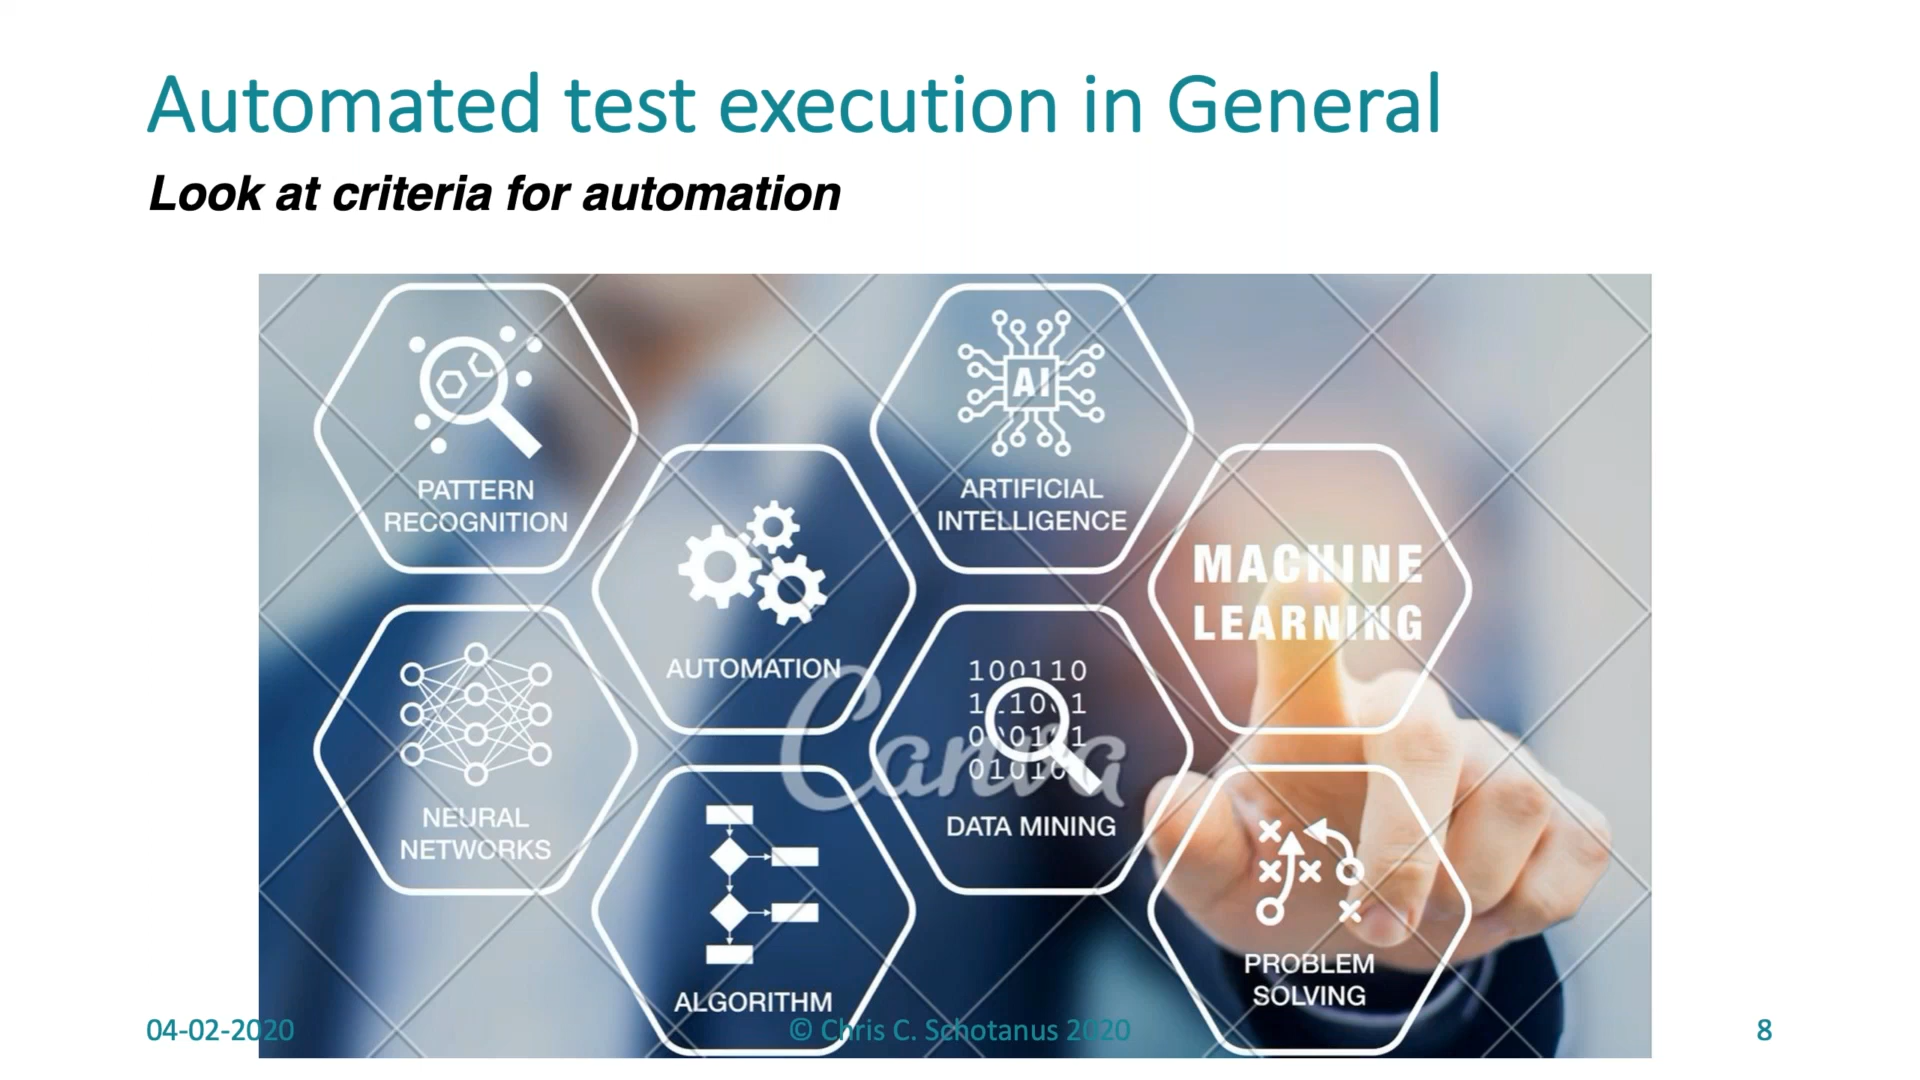 Automated test execution in General
Look at criteria for automation
PATTERN
RECOGNITION
AI
ARTIFICIAL
INTELLIGENCE
AUTOMATION
MACHINE
LEARNING
NEURAL
NETWORKS
100110
DATA MINING
ALGORITHM
PROBLEM
SOLVING
Canva
04-02-2020
© Chris C. Schotanus 2020
8